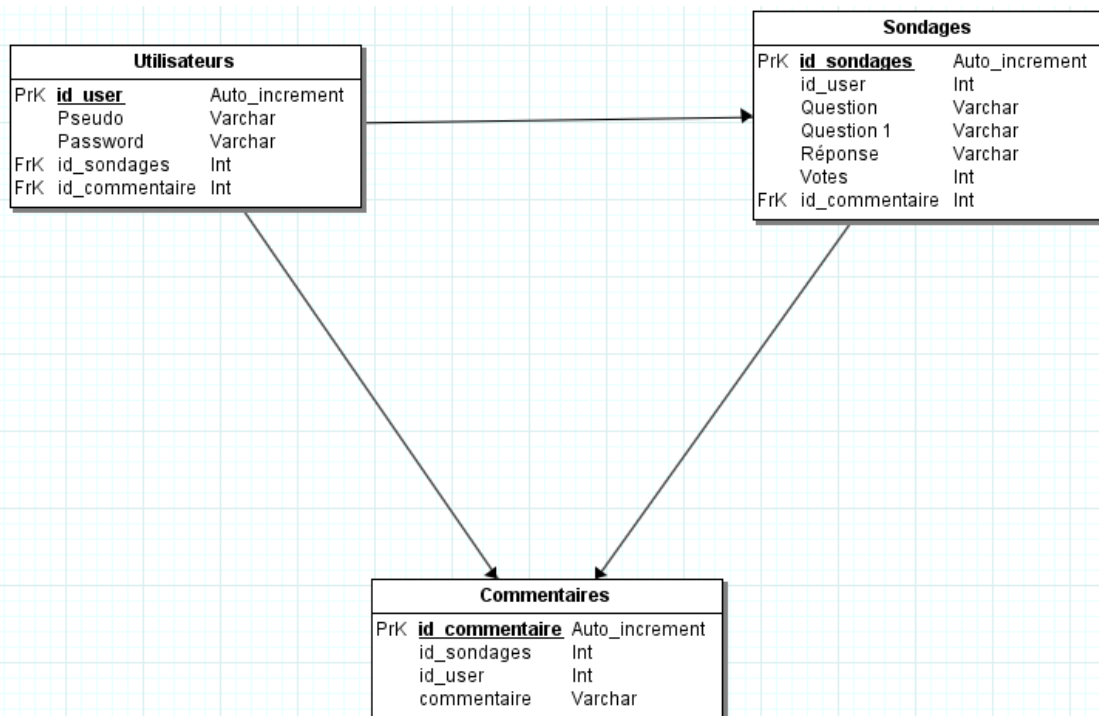 Utilisateurs
PrK id_user Auto_increment
Pseudo Varchar
Password Varchar
FrK id_sondages Int
FrK id_commentaire Int
Sondages
PrK id_sondages Auto_increment
id_user Int
Question Varchar
Question 1 Varchar
Réponse Varchar
Votes Int
FrK id_commentaire Int
Commentaires
PrK id_commentaire Auto_increment
id_sondages Int
id_user Int
commentaire Varchar